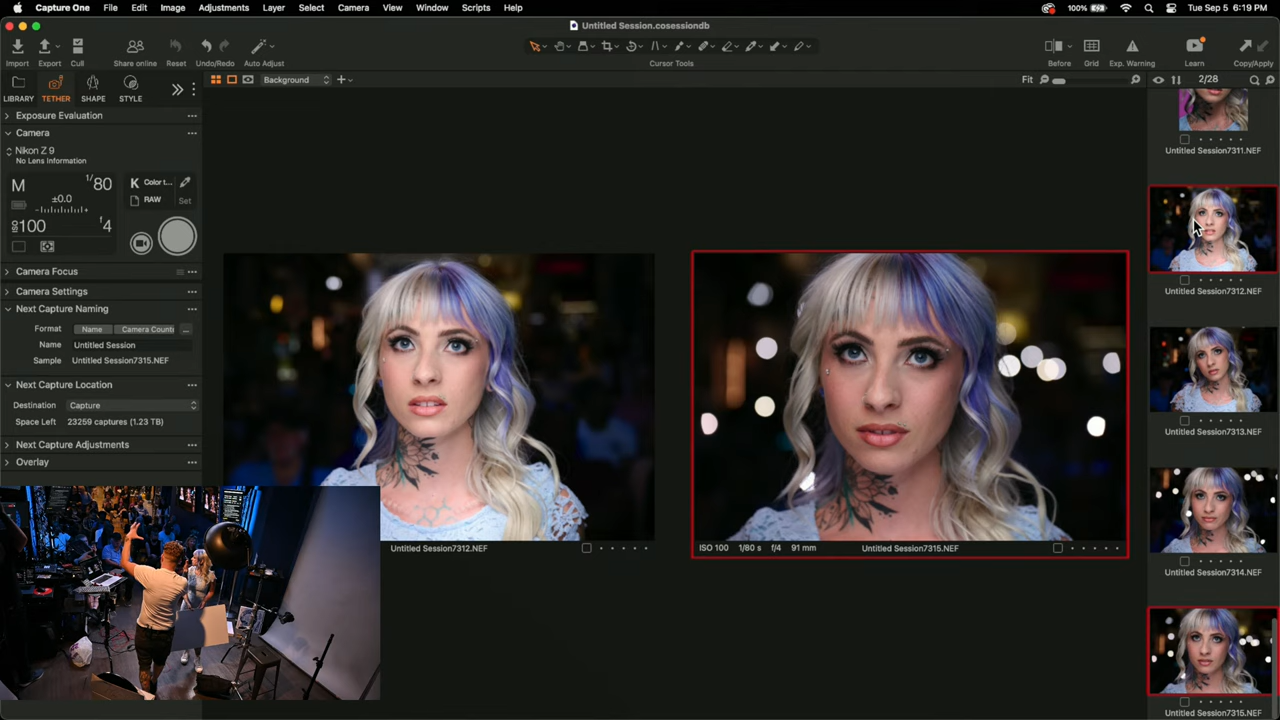 Capture One File Edit Image Adjustments Layer Select Camera View Window Scripts Help 100% Tue Sep 5 6:19 PM
Untitled Session.cosessiondb
Import Export Cull Share online Reset Undo/Redo Auto Adjust Cursor Tools Before Grid Exp. Warning Learn Copy/Apply
Background Fit 2/28
LIBRARY TETHER SHAPE STYLE
Exposure Evaluation
Camera
Nikon Z 9
No Lens Information
M 1/80 K Color t...
±0.0 RAW Set
ISO 100 f 4
Camera Focus
Camera Settings
Next Capture Naming
Format Name Camera Count ...
Name Untitled Session
Sample Untitled Session7315.NEF
Next Capture Location
Destination Capture
Space Left 23259 captures (1.23 TB)
Next Capture Adjustments
Overlay
Untitled Session7312.NEF
ISO 100 1/80 s f/4 91 mm Untitled Session7315.NEF
Untitled Session7311.NEF
Untitled Session7312.NEF
Untitled Session7313.NEF
Untitled Session7314.NEF
Untitled Session7315.NEF